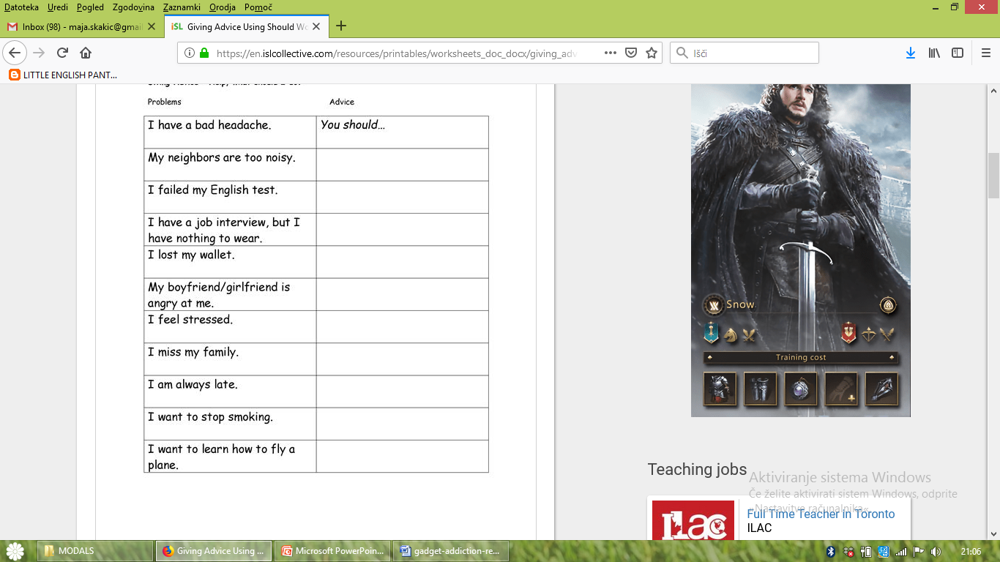 Datoteka Uredi Pogled Zgodovina Zaznamki Orodja Pomoč
Inbox (98) - maja.skakic@gmai
iSL Giving Advice Using Should Wo
https://en.islcollective.com/resources/printables/worksheets_doc_docx/giving_adv
Išči
LITTLE ENGLISH PANT...
Problems Advice
I have a bad headache. You should…
My neighbors are too noisy.
I failed my English test.
I have a job interview, but I
have nothing to wear.
I lost my wallet.
My boyfriend/girlfriend is
angry at me.
I feel stressed.
I miss my family.
I am always late.
I want to stop smoking.
I want to learn how to fly a
plane.
Snow
Training cost
Teaching jobs
Aktiviranje sistema Windows
Če želite aktivirati sistem Windows, odprite
»Nastavitve računalnika«.
ILAC
Full Time Teacher in Toronto
ILAC
MODALS
Giving Advice Using ...
Microsoft PowerPoin...
gadget-addiction-re...
21:06